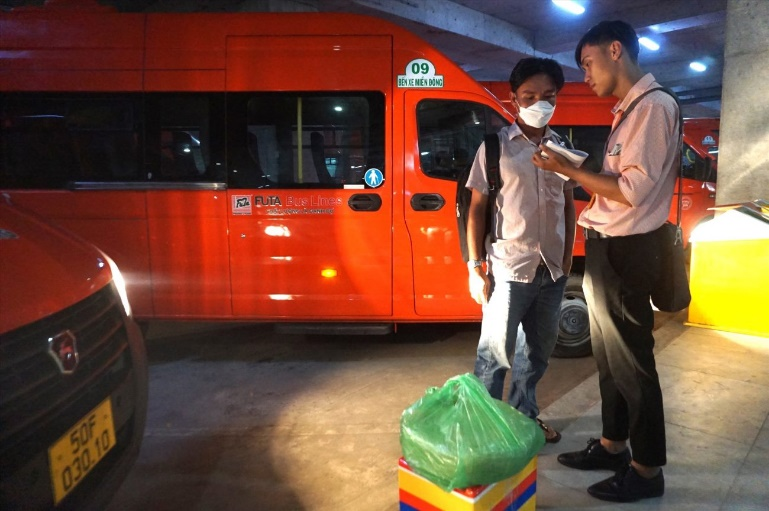 09
BẾN XE MIỀN ĐÔNG
FUTA Bus Lines
50F
030.10